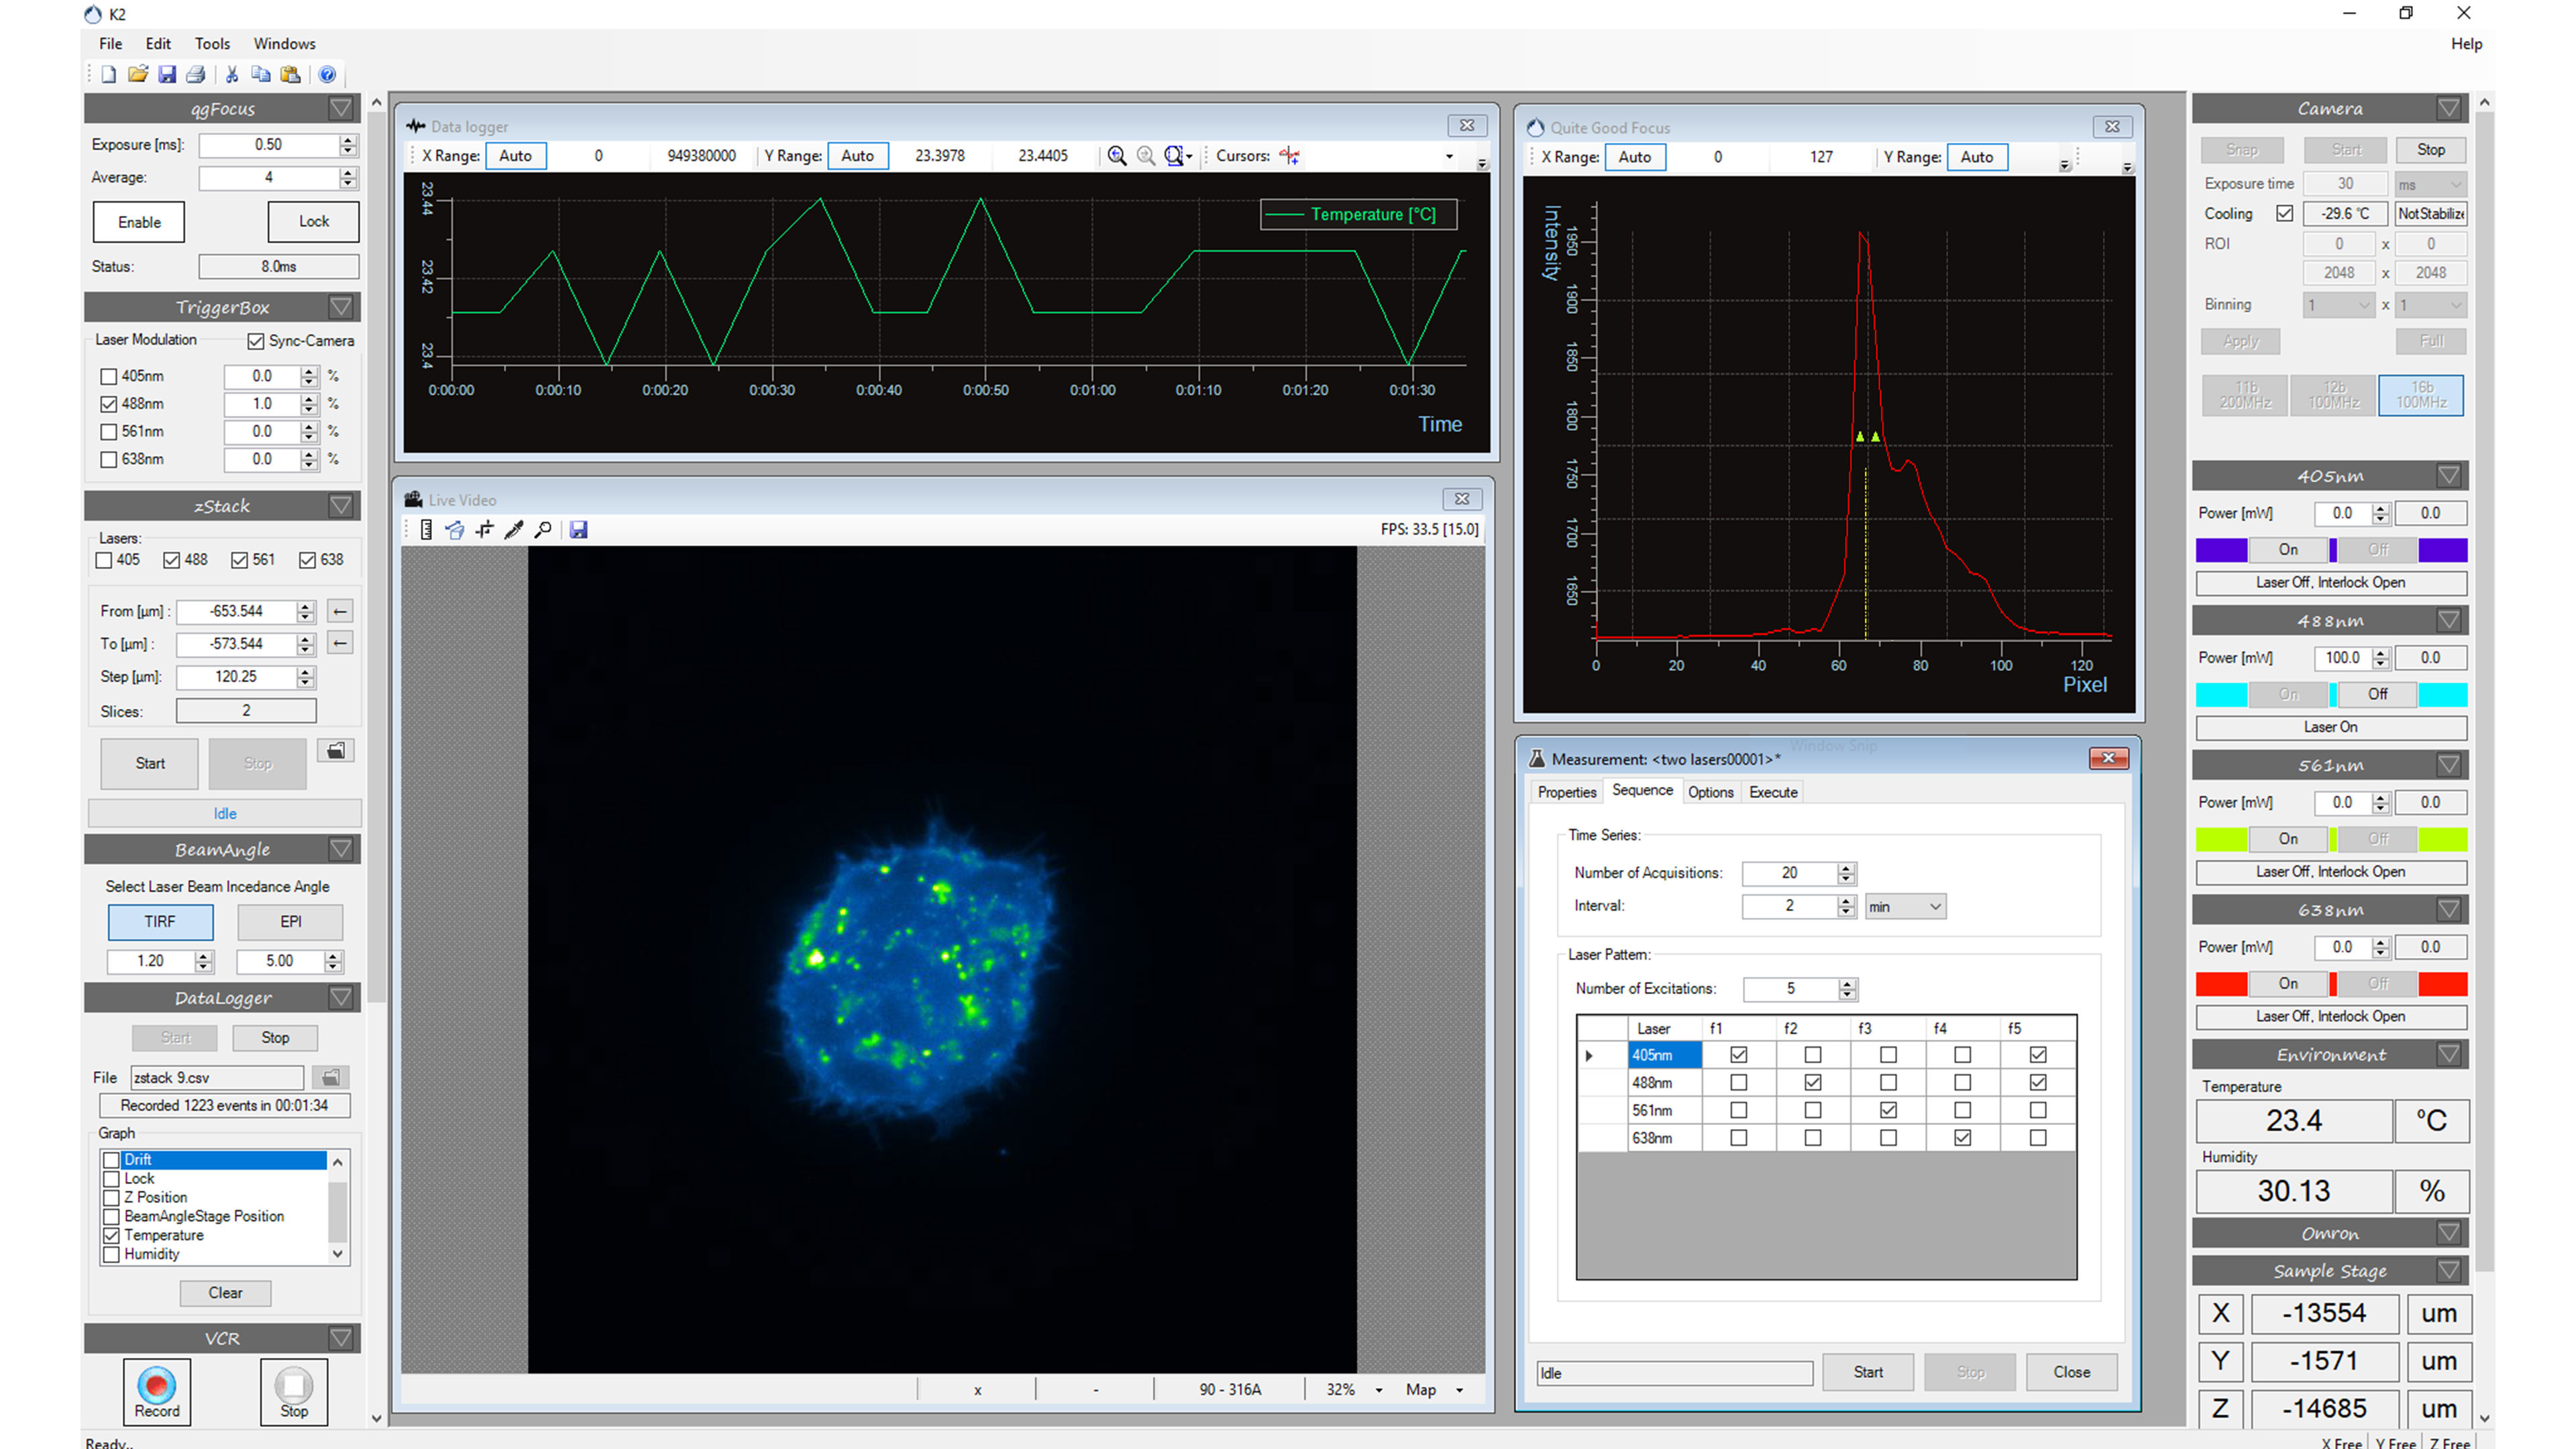 K2
File Edit Tools Windows Help
qgFocus
Exposure [ms]: 0.50
Average: 4
Enable Lock
Status: 8.0ms
TriggerBox
Laser Modulation Sync-Camera
405nm 0.0 %
488nm 1.0 %
561nm 0.0 %
638nm 0.0 %
zStack
Lasers:
405 488 561 638
From [µm] : -653.544 ←
To [µm] : -573.544 ←
Step [µm]: 120.25
Slices: 2
Start Stop
Idle
BeamAngle
Select Laser Beam Incedance Angle
TIRF EPI
1.20 5.00
DataLogger
Start Stop
File zstack 9.csv
Recorded 1223 events in 00:01:34
Graph
Drift
Lock
Z Position
BeamAngleStage Position
Temperature
Humidity
Clear
VCR
Record Stop
Ready..
Data logger
X Range: Auto 0 949380000 Y Range: Auto 23.3978 23.4405 Cursors:
23.44
23.42
23.4
Temperature [°C]
0:00:00 0:00:10 0:00:20 0:00:30 0:00:40 0:00:50 0:01:00 0:01:10 0:01:20 0:01:30
Time
Live Video
FPS: 33.5 [15.0]
x - 90 - 316A 32% Map
Quite Good Focus
X Range: Auto 0 127 Y Range: Auto
Intensity
1950
1900
1850
1800
1750
1700
1650
0 20 40 60 80 100 120
Pixel
Window Snip
Measurement: <two lasers00001>*
Properties Sequence Options Execute
Time Series:
Number of Acquisitions: 20
Interval: 2 min
Laser Pattern:
Number of Excitations: 5
Laser f1 f2 f3 f4 f5
405nm
488nm
561nm
638nm
Idle Start Stop Close
Camera
Snap Start Stop
Exposure time 30 ms
Cooling -29.6 °C NotStabilize
ROI 0 x 0
2048 x 2048
Binning 1 x 1
Apply Full
11b 200MHz 12b 100MHz 16b 100MHz
405nm
Power [mW] 0.0 0.0
On Off
Laser Off, Interlock Open
488nm
Power [mW] 100.0 0.0
On Off
Laser On
561nm
Power [mW] 0.0 0.0
On Off
Laser Off, Interlock Open
638nm
Power [mW] 0.0 0.0
On Off
Laser Off, Interlock Open
Environment
Temperature
23.4 °C
Humidity
30.13 %
Omron
Sample Stage
X -13554 um
Y -1571 um
Z -14685 um
X Free Y Free Z Free